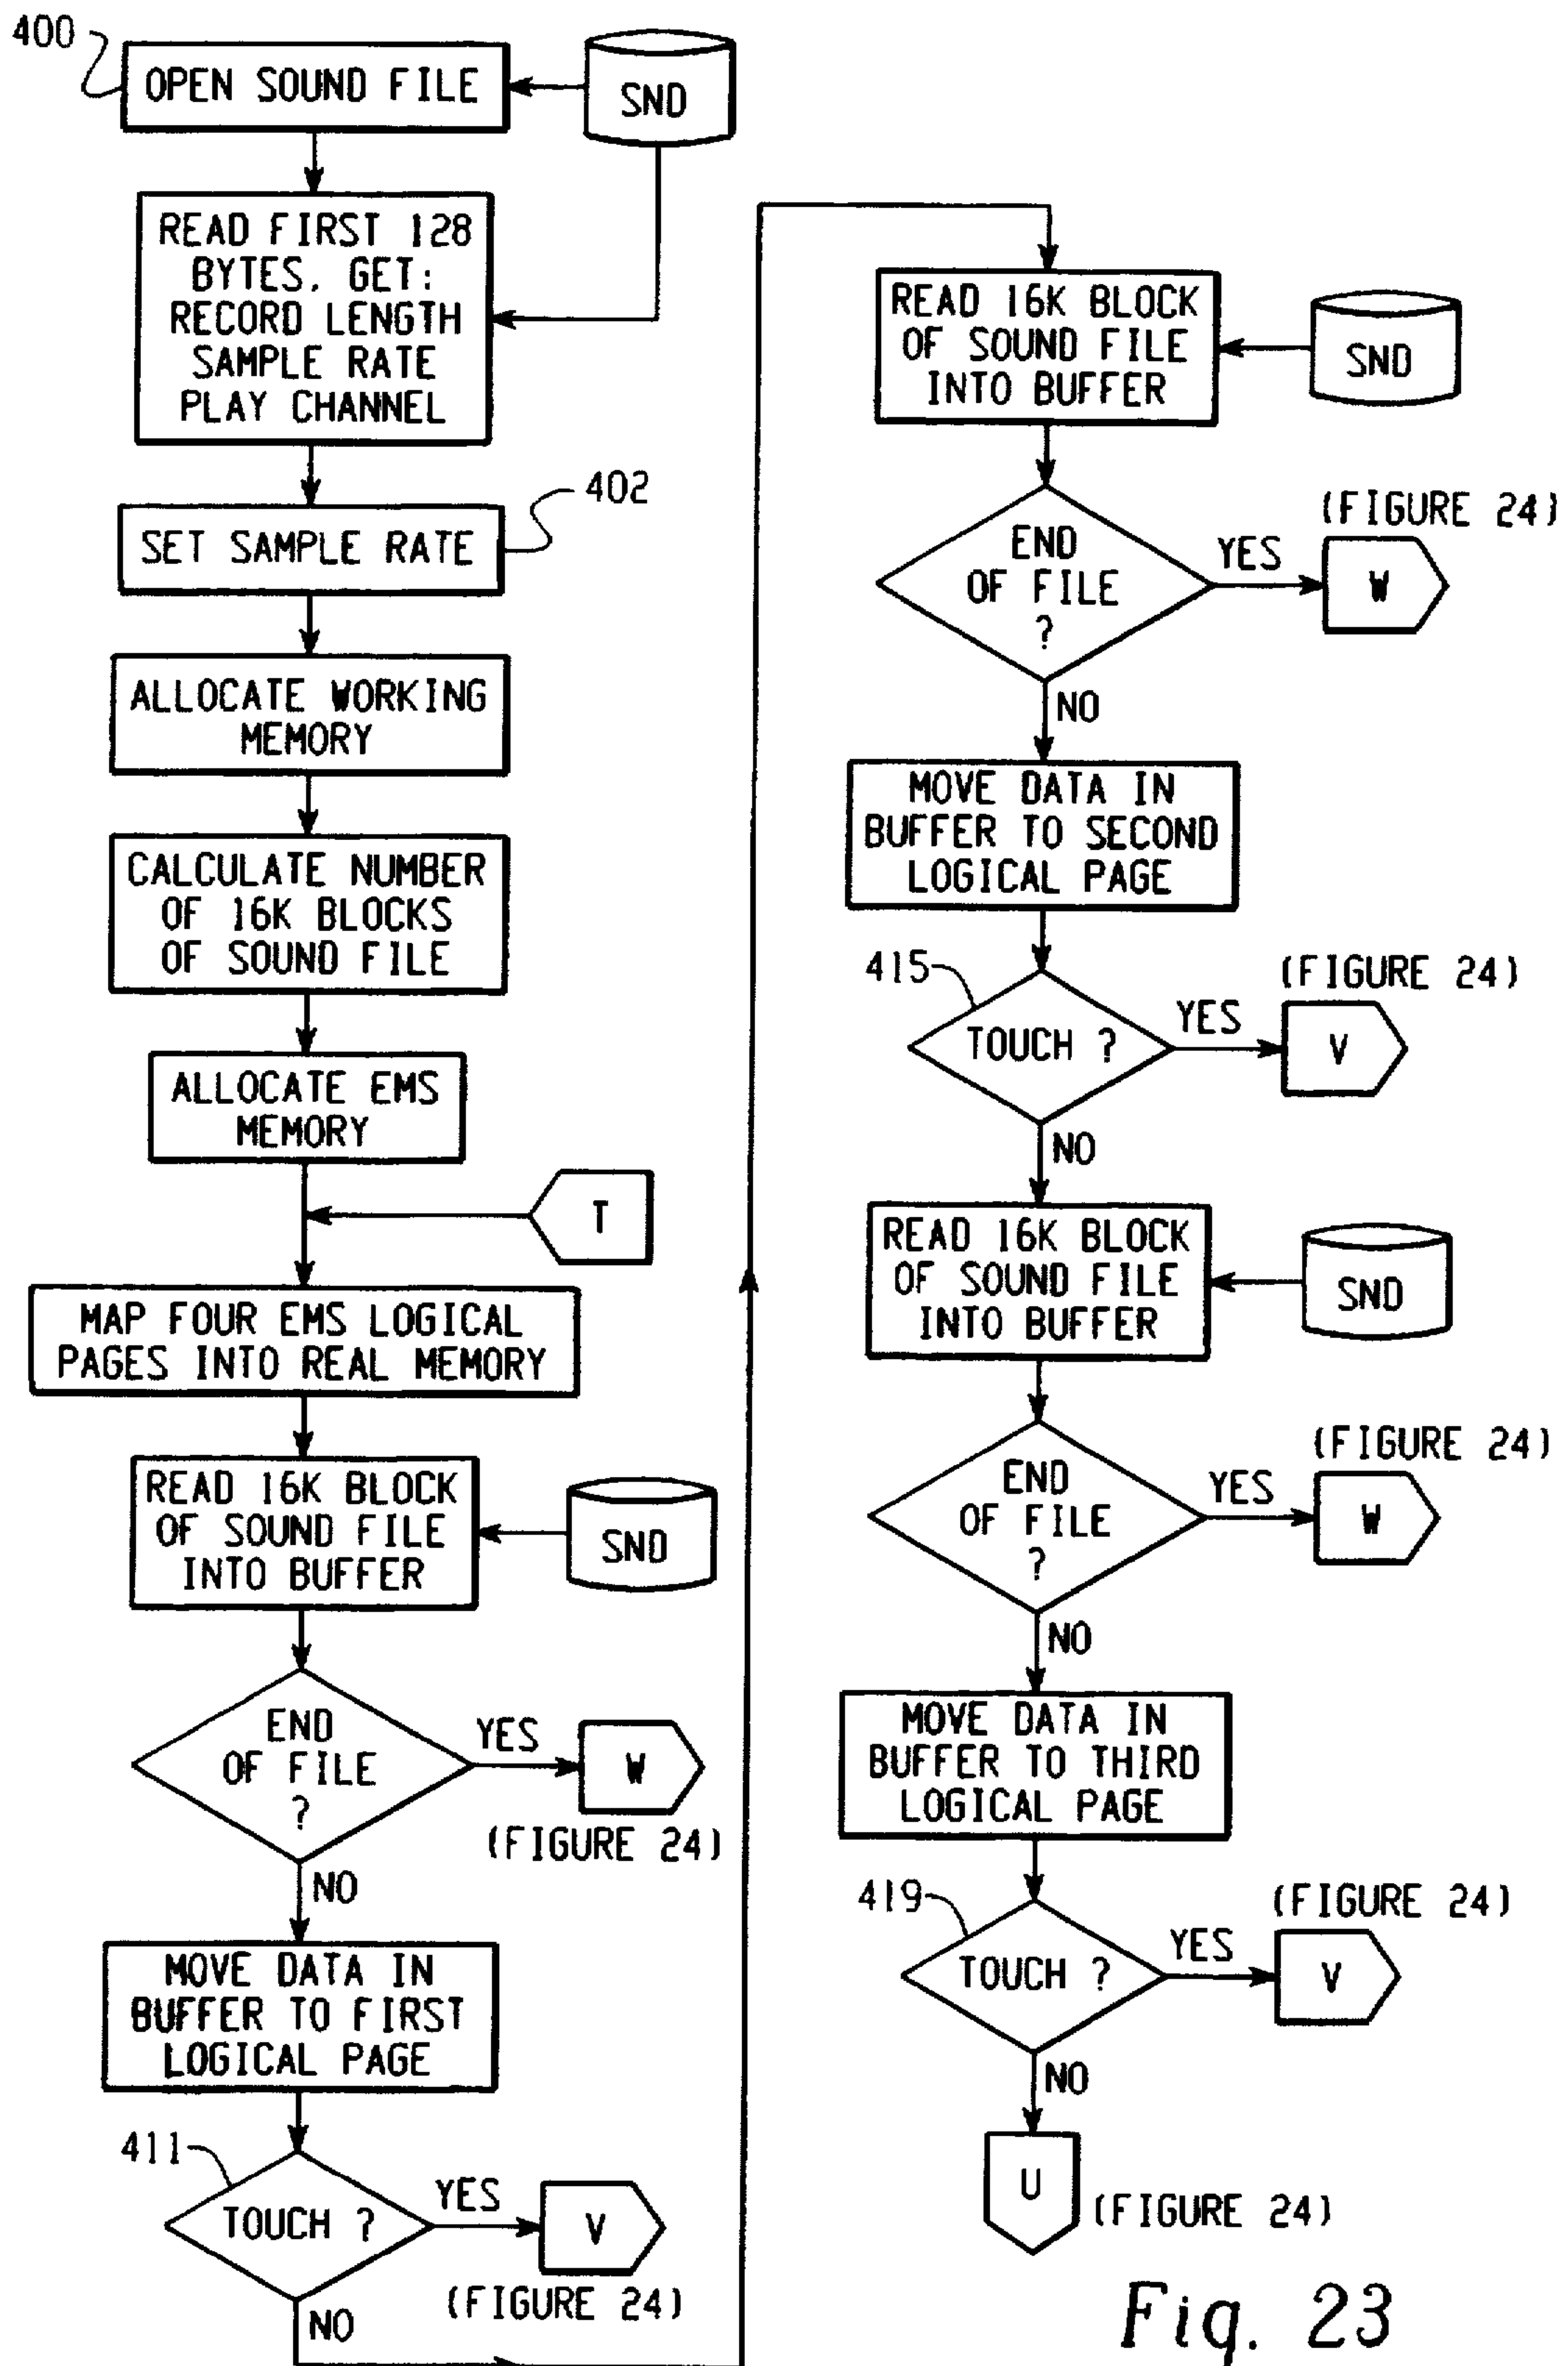 400
OPEN SOUND FILE
SND
READ FIRST 128
BYTES. GET:
RECORD LENGTH
SAMPLE RATE
PLAY CHANNEL
402
SET SAMPLE RATE
ALLOCATE WORKING
MEMORY
CALCULATE NUMBER
OF 16K BLOCKS
OF SOUND FILE
ALLOCATE EMS
MEMORY
T
MAP FOUR EMS LOGICAL
PAGES INTO REAL MEMORY
READ 16K BLOCK
OF SOUND FILE
INTO BUFFER
SND
END
OF FILE
?
YES
W
(FIGURE 24)
NO
MOVE DATA IN
BUFFER TO FIRST
LOGICAL PAGE
411
TOUCH ?
YES
V
(FIGURE 24)
NO
READ 16K BLOCK
OF SOUND FILE
INTO BUFFER
SND
END
OF FILE
?
YES
(FIGURE 24)
W
NO
MOVE DATA IN
BUFFER TO SECOND
LOGICAL PAGE
415
TOUCH ?
YES
(FIGURE 24)
V
NO
READ 16K BLOCK
OF SOUND FILE
INTO BUFFER
SND
END
OF FILE
?
YES
(FIGURE 24)
W
NO
MOVE DATA IN
BUFFER TO THIRD
LOGICAL PAGE
419
TOUCH ?
YES
(FIGURE 24)
V
NO
U
(FIGURE 24)
Fig. 23